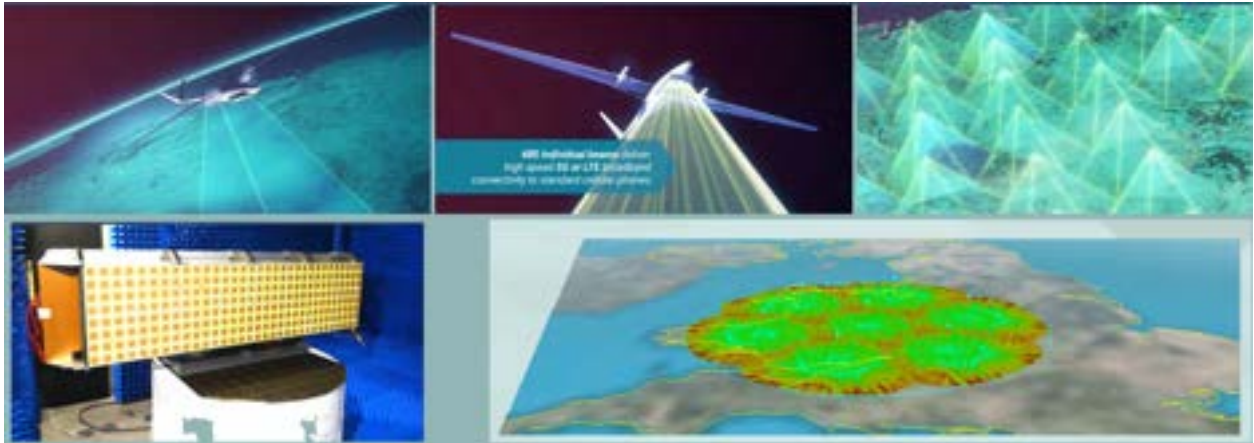 individual beams deliver
high speed 5G or LTE broadband
connectivity to standard mobile phones